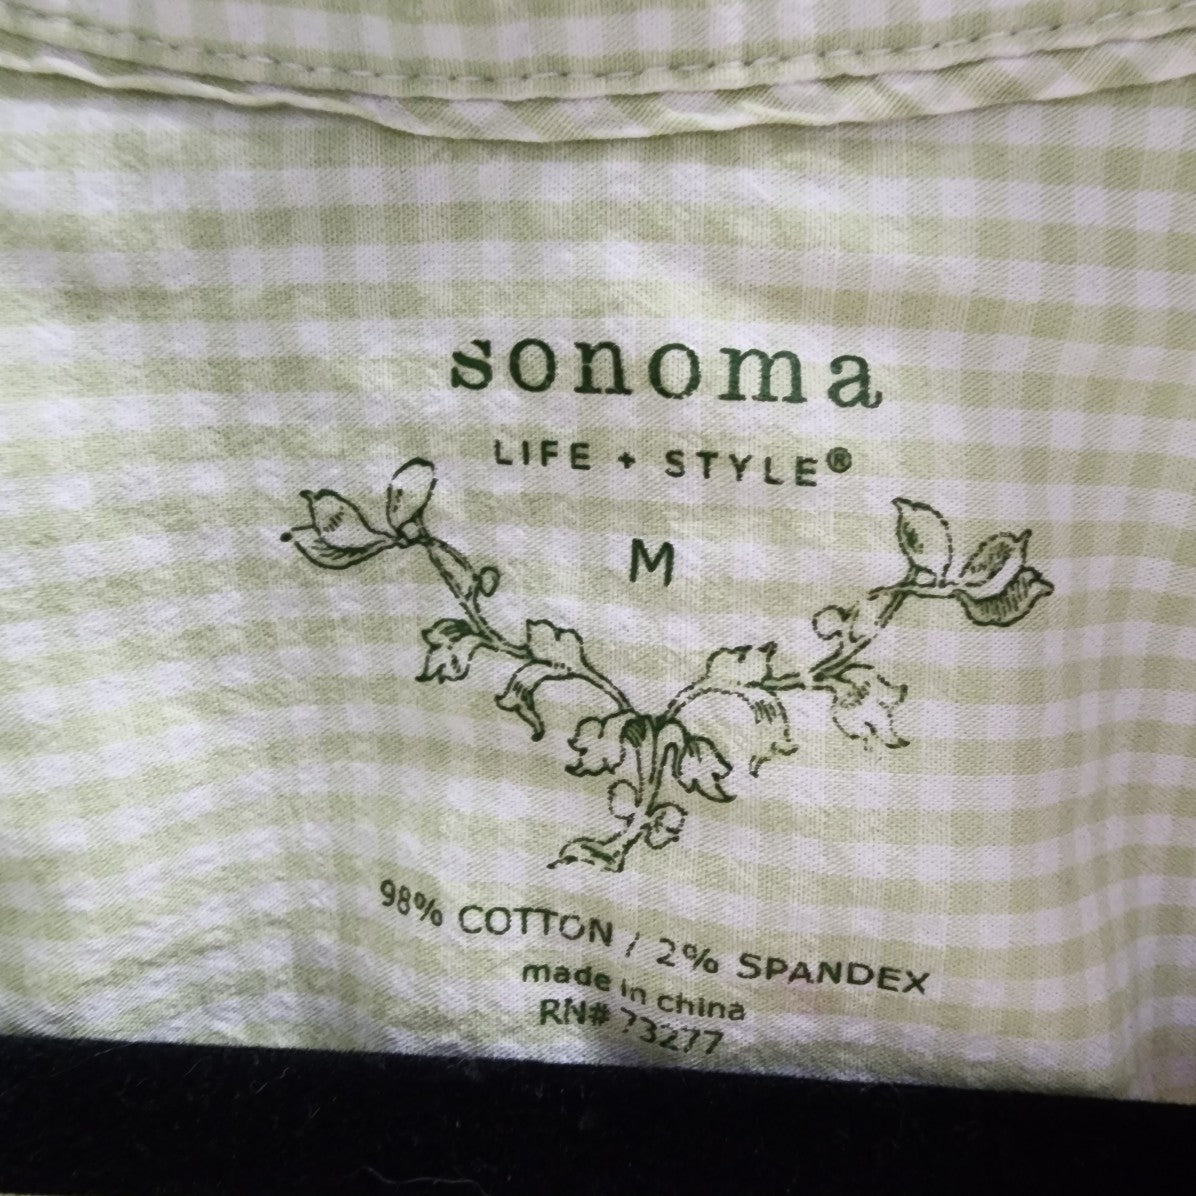 sonoma
LIFE + STYLE®
M
98% COTTON / 2% SPANDEX
made in china
RN# 73277